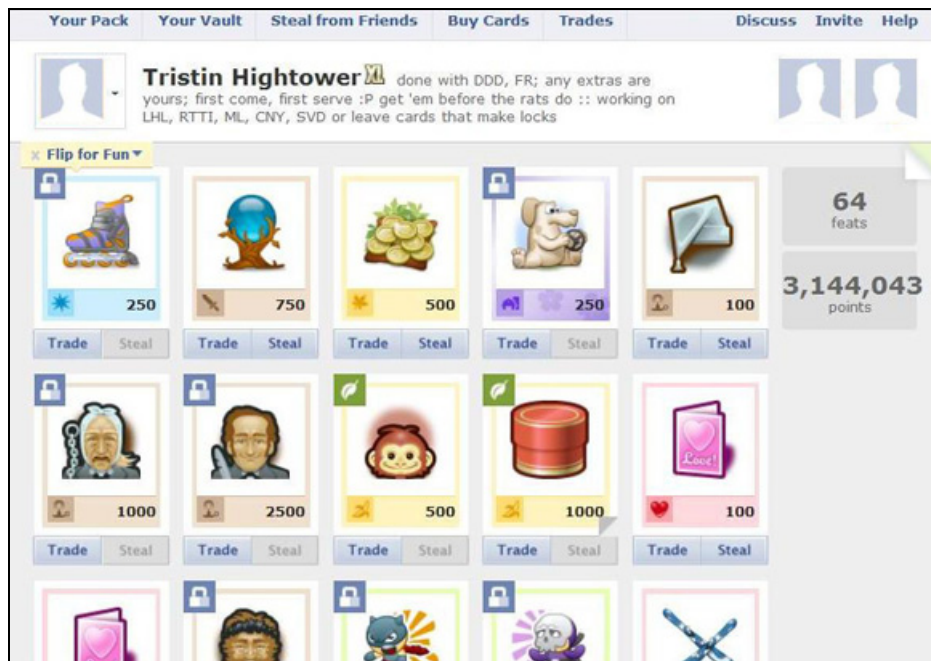 Your Pack Your Vault Steal from Friends Buy Cards Trades Discuss Invite Help
Tristin Hightower XL done with DDD, FR; any extras are
yours; first come, first serve :P get 'em before the rats do :: working on
LHL, RTTI, ML, CNY, SVD or leave cards that make locks
x Flip for Fun
64
feats
3,144,043
points
250 750 500 250 100
Trade Steal Trade Steal Trade Steal Trade Steal Trade Steal
Love!
1000 2500 500 1000 100
Trade Steal Trade Steal Trade Steal Trade Steal Trade Steal